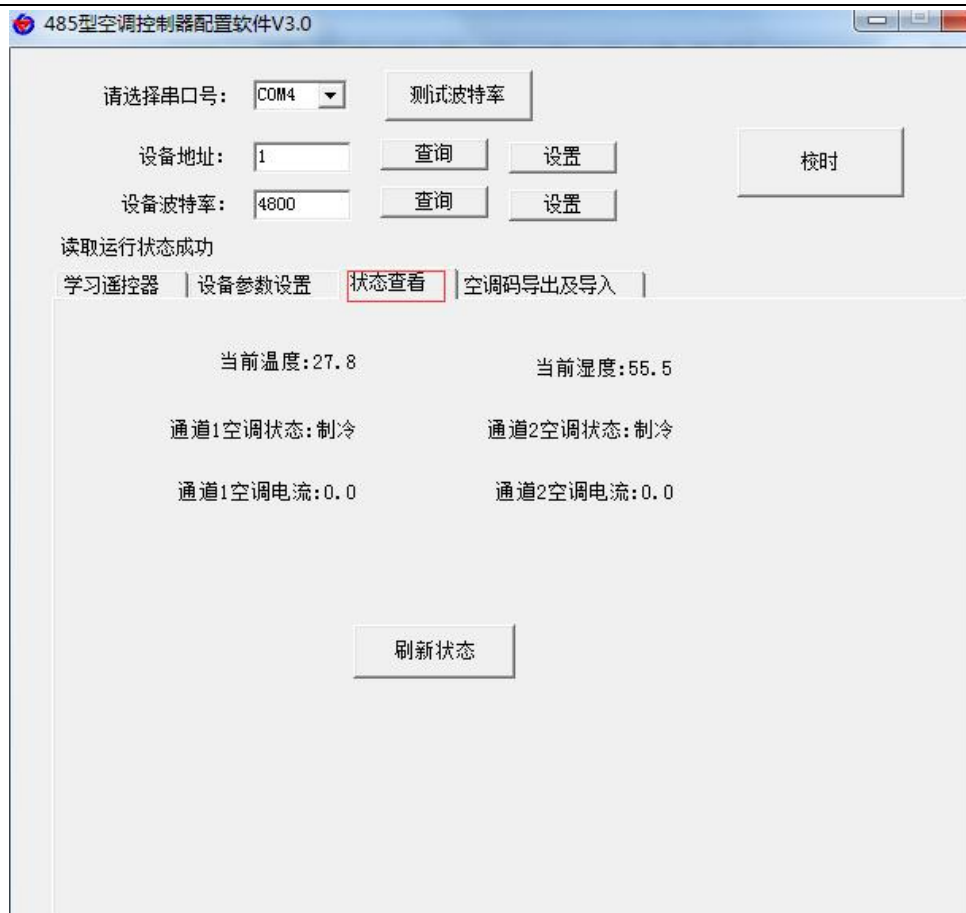 485型空调控制器配置软件V3.0
请选择串口号: COM4 测试波特率
设备地址: 1 查询 设置 校时
设备波特率: 4800 查询 设置
读取运行状态成功
学习遥控器 设备参数设置 状态查看 空调码导出及导入
当前温度:27.8 当前湿度:55.5
通道1空调状态:制冷 通道2空调状态:制冷
通道1空调电流:0.0 通道2空调电流:0.0
刷新状态